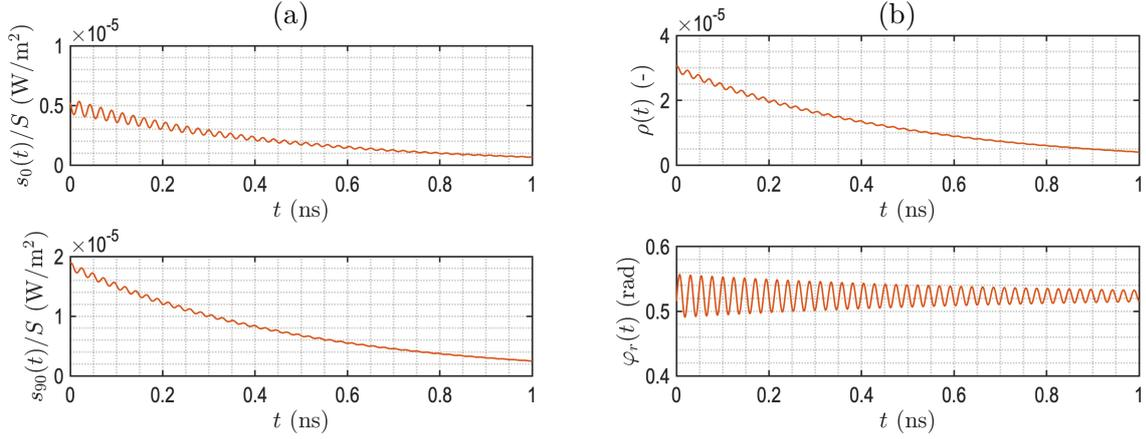 (a)
×10⁻⁵
s₀(t)/S (W/m²)
1
0.5
0
0 0.2 0.4 0.6 0.8 1
t (ns)
×10⁻⁵
s₉₀(t)/S (W/m²)
2
1
0
0 0.2 0.4 0.6 0.8 1
t (ns)
(b)
×10⁻⁵
ρ(t) (-)
4
2
0
0 0.2 0.4 0.6 0.8 1
t (ns)
φᵣ(t) (rad)
0.6
0.5
0.4
0 0.2 0.4 0.6 0.8 1
t (ns)